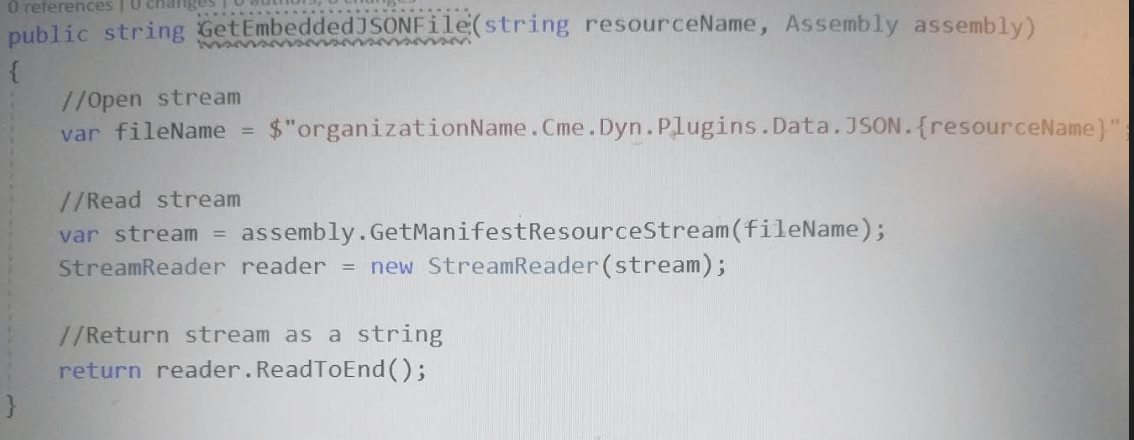 0 references | 0 changes | 0 authors, 0 changes
public string GetEmbeddedJSONFile(string resourceName, Assembly assembly)
{
//Open stream
var fileName = $"organizationName.Cme.Dyn.Plugins.Data.JSON.{resourceName}";
//Read stream
var stream = assembly.GetManifestResourceStream(fileName);
StreamReader reader = new StreamReader(stream);
//Return stream as a string
return reader.ReadToEnd();
}